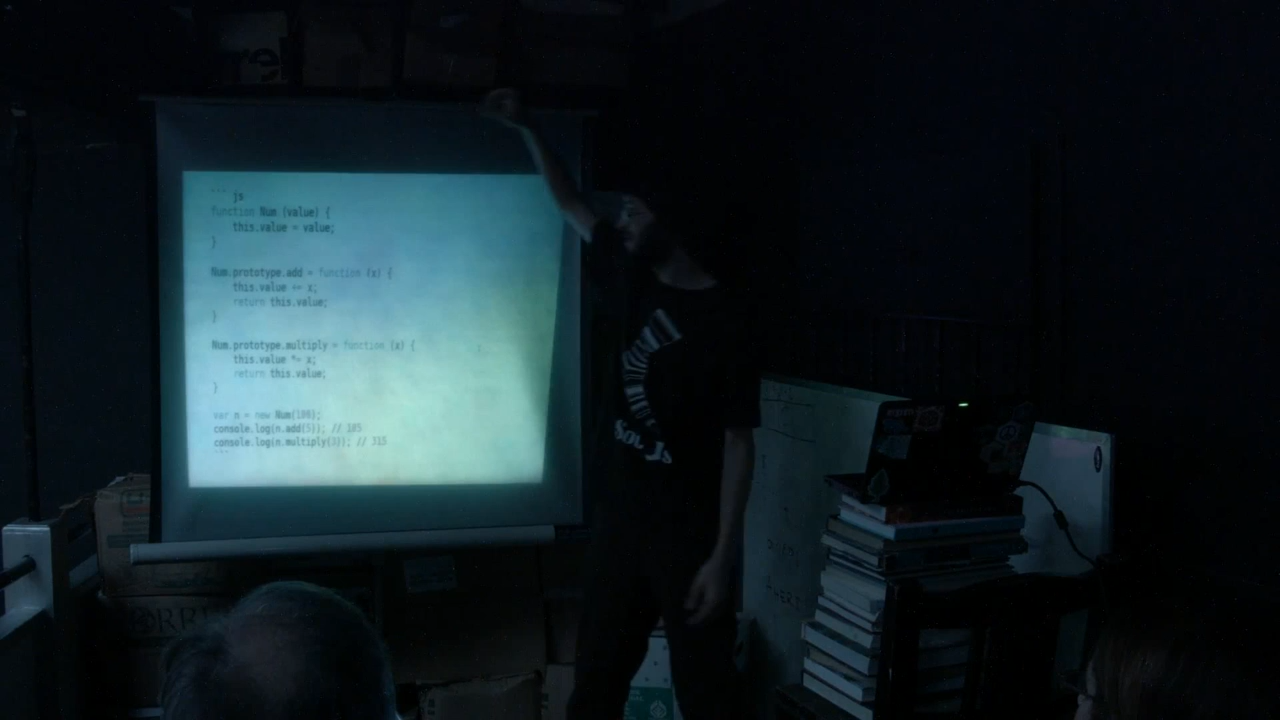 ``` js
function Num (value) {
this.value = value;
}
Num.prototype.add = function (x) {
this.value += x;
return this.value;
}
Num.prototype.multiply = function (x) {
this.value *= x;
return this.value;
}
var n = new Num(100);
console.log(n.add(5)); // 105
console.log(n.multiply(3)); // 315
```